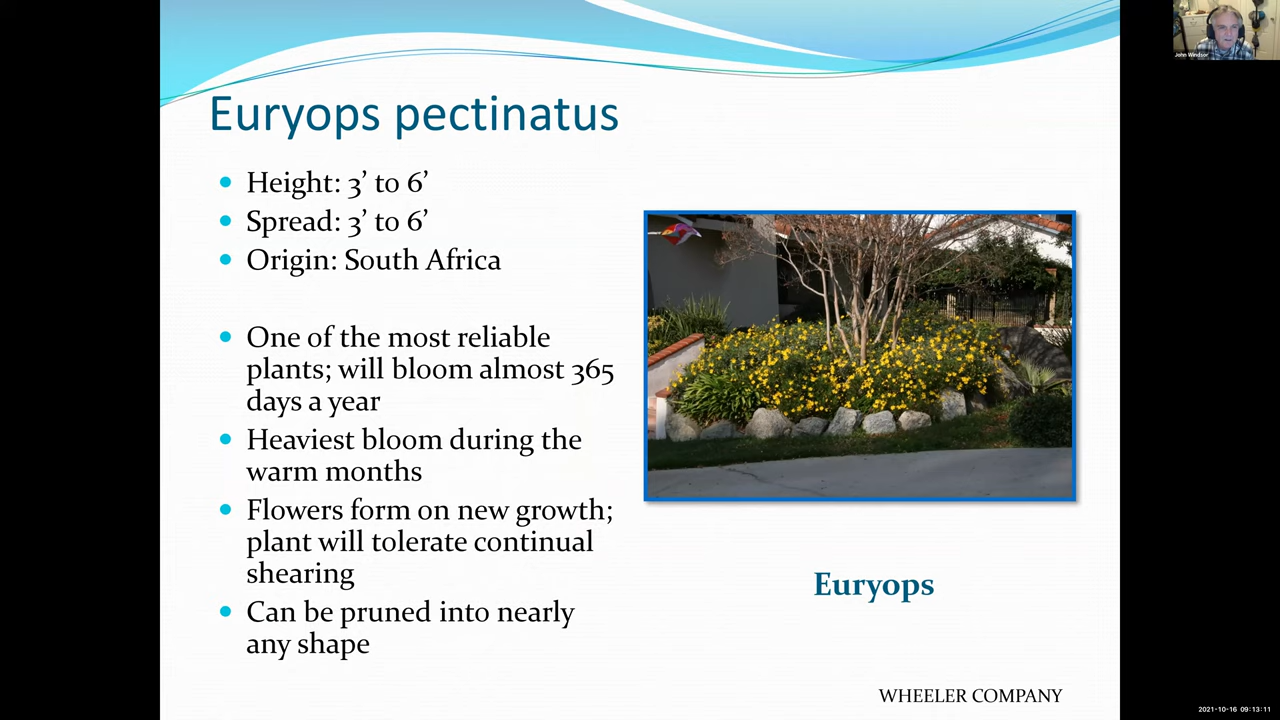 John Windsor
Euryops pectinatus
Height: 3’ to 6’
Spread: 3’ to 6’
Origin: South Africa
One of the most reliable
plants; will bloom almost 365
days a year
Heaviest bloom during the
warm months
Flowers form on new growth;
plant will tolerate continual
shearing
Can be pruned into nearly
any shape
Euryops
WHEELER COMPANY
2021-10-16 09:13:11